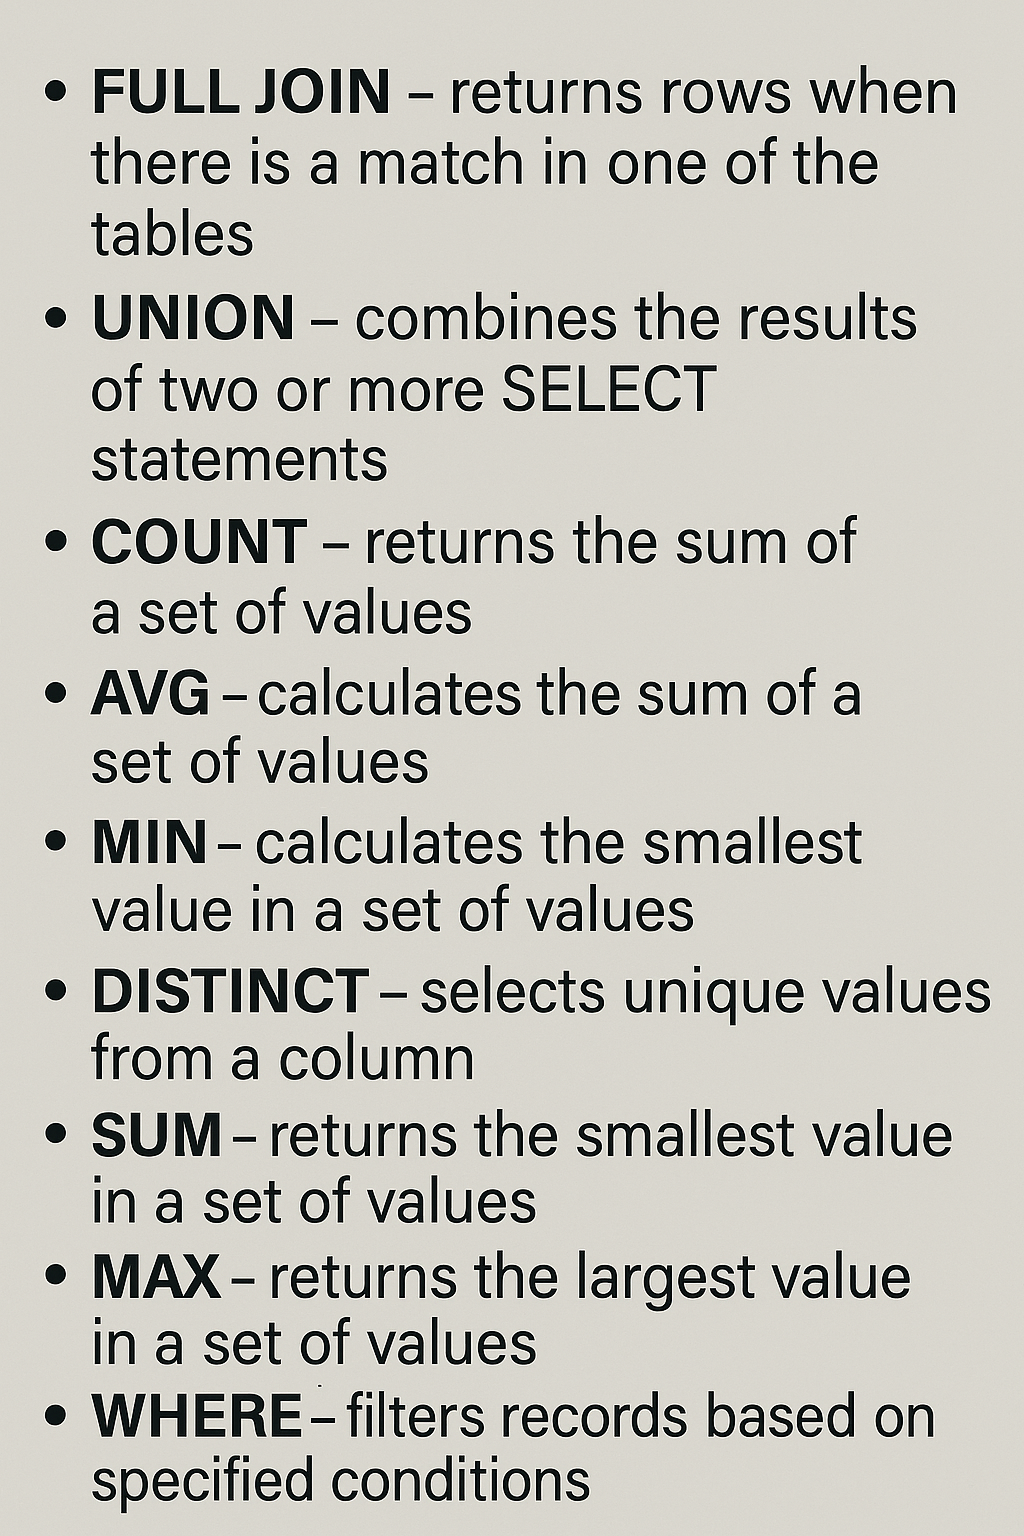 • FULL JOIN – returns rows when
there is a match in one of the
tables
• UNION – combines the results
of two or more SELECT
statements
• COUNT – returns the sum of
a set of values
• AVG – calculates the sum of a
set of values
• MIN – calculates the smallest
value in a set of values
• DISTINCT – selects unique values
from a column
• SUM – returns the smallest value
in a set of values
• MAX – returns the largest value
in a set of values
• WHERE – filters records based on
specified conditions